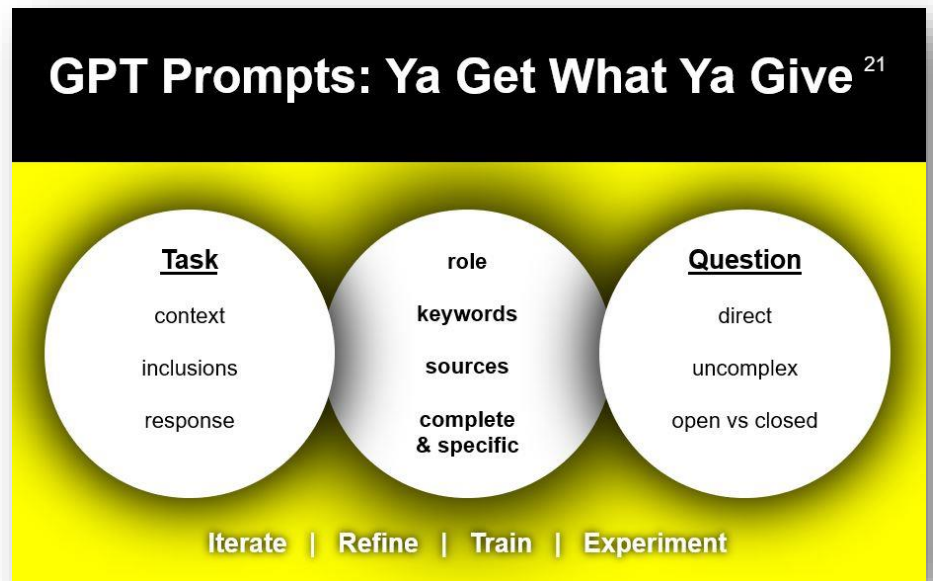 GPT Prompts: Ya Get What Ya Give 21
Task
context
inclusions
response
role
keywords
sources
complete
& specific
Question
direct
uncomplex
open vs closed
Iterate | Refine | Train | Experiment